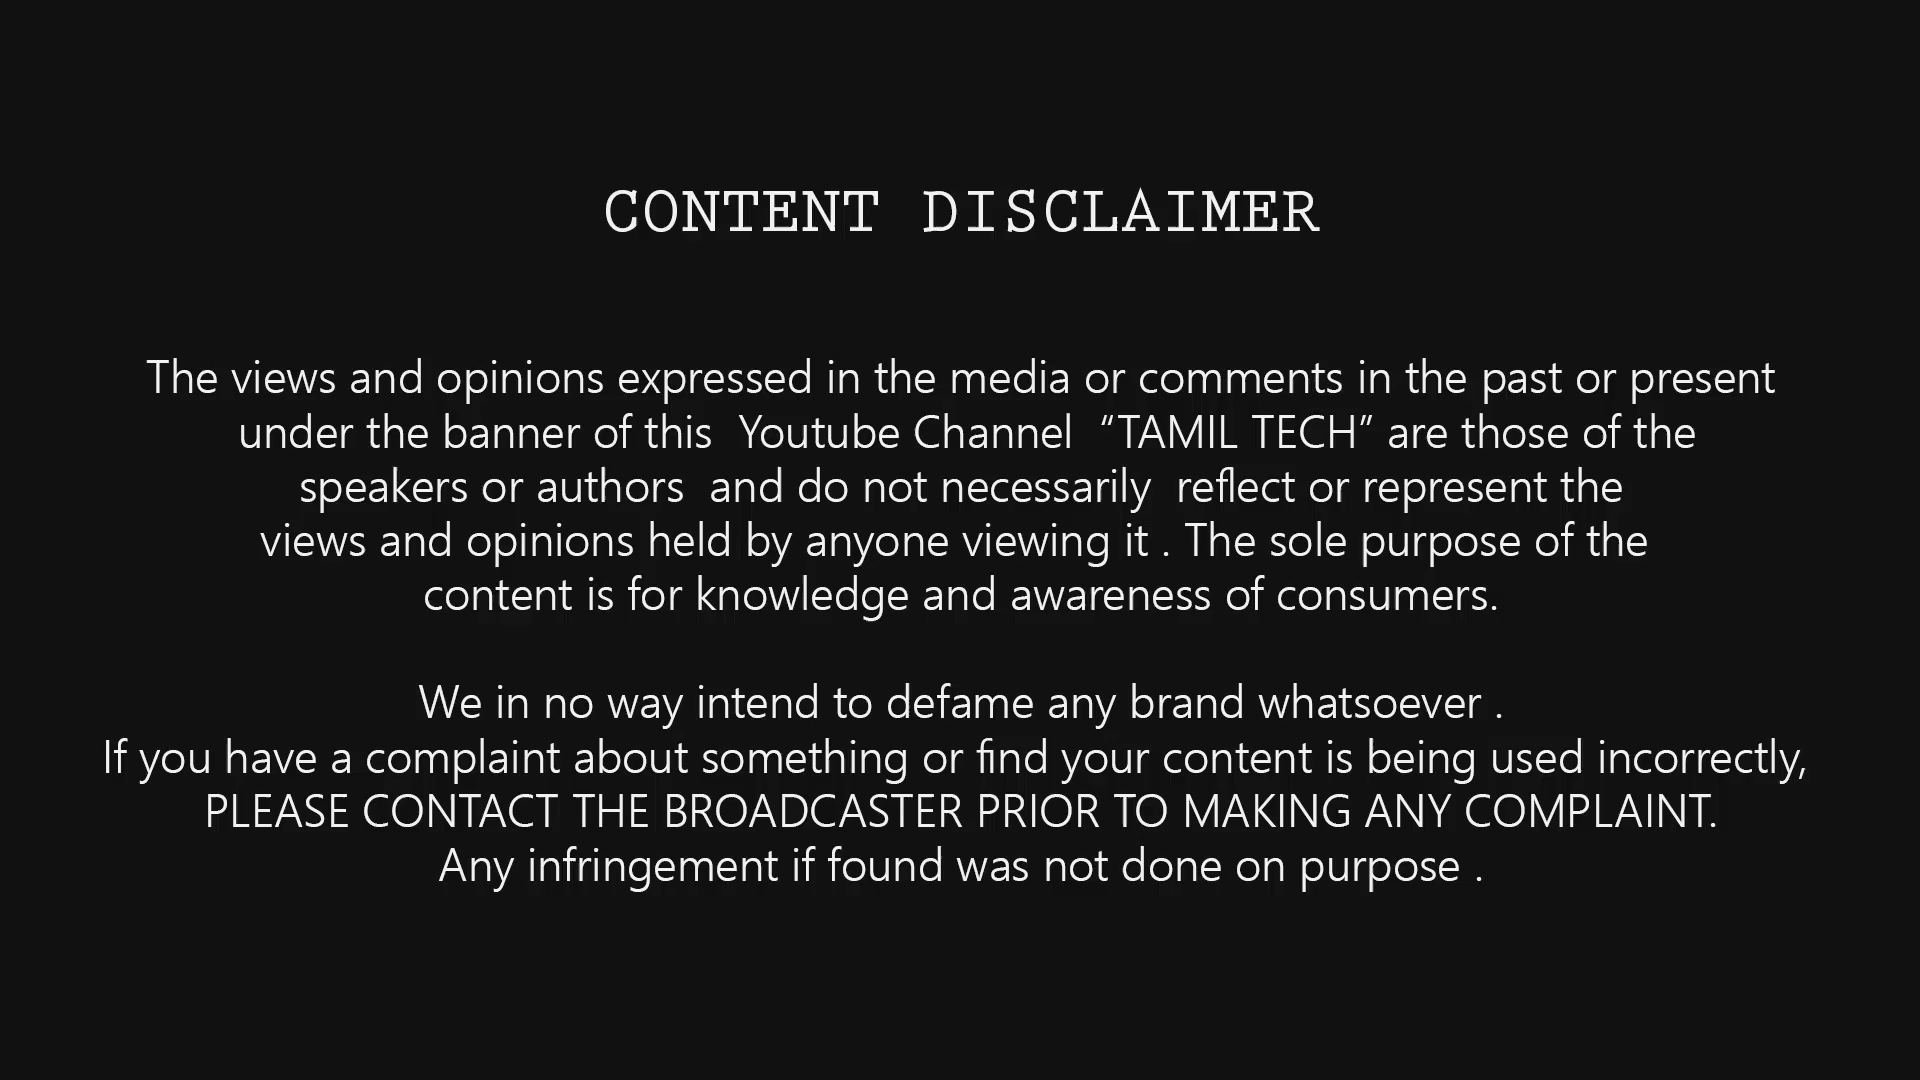 CONTENT DISCLAIMER
The views and opinions expressed in the media or comments in the past or present
under the banner of this Youtube Channel “TAMIL TECH” are those of the
speakers or authors and do not necessarily reflect or represent the
views and opinions held by anyone viewing it . The sole purpose of the
content is for knowledge and awareness of consumers.
We in no way intend to defame any brand whatsoever .
If you have a complaint about something or find your content is being used incorrectly,
PLEASE CONTACT THE BROADCASTER PRIOR TO MAKING ANY COMPLAINT.
Any infringement if found was not done on purpose .